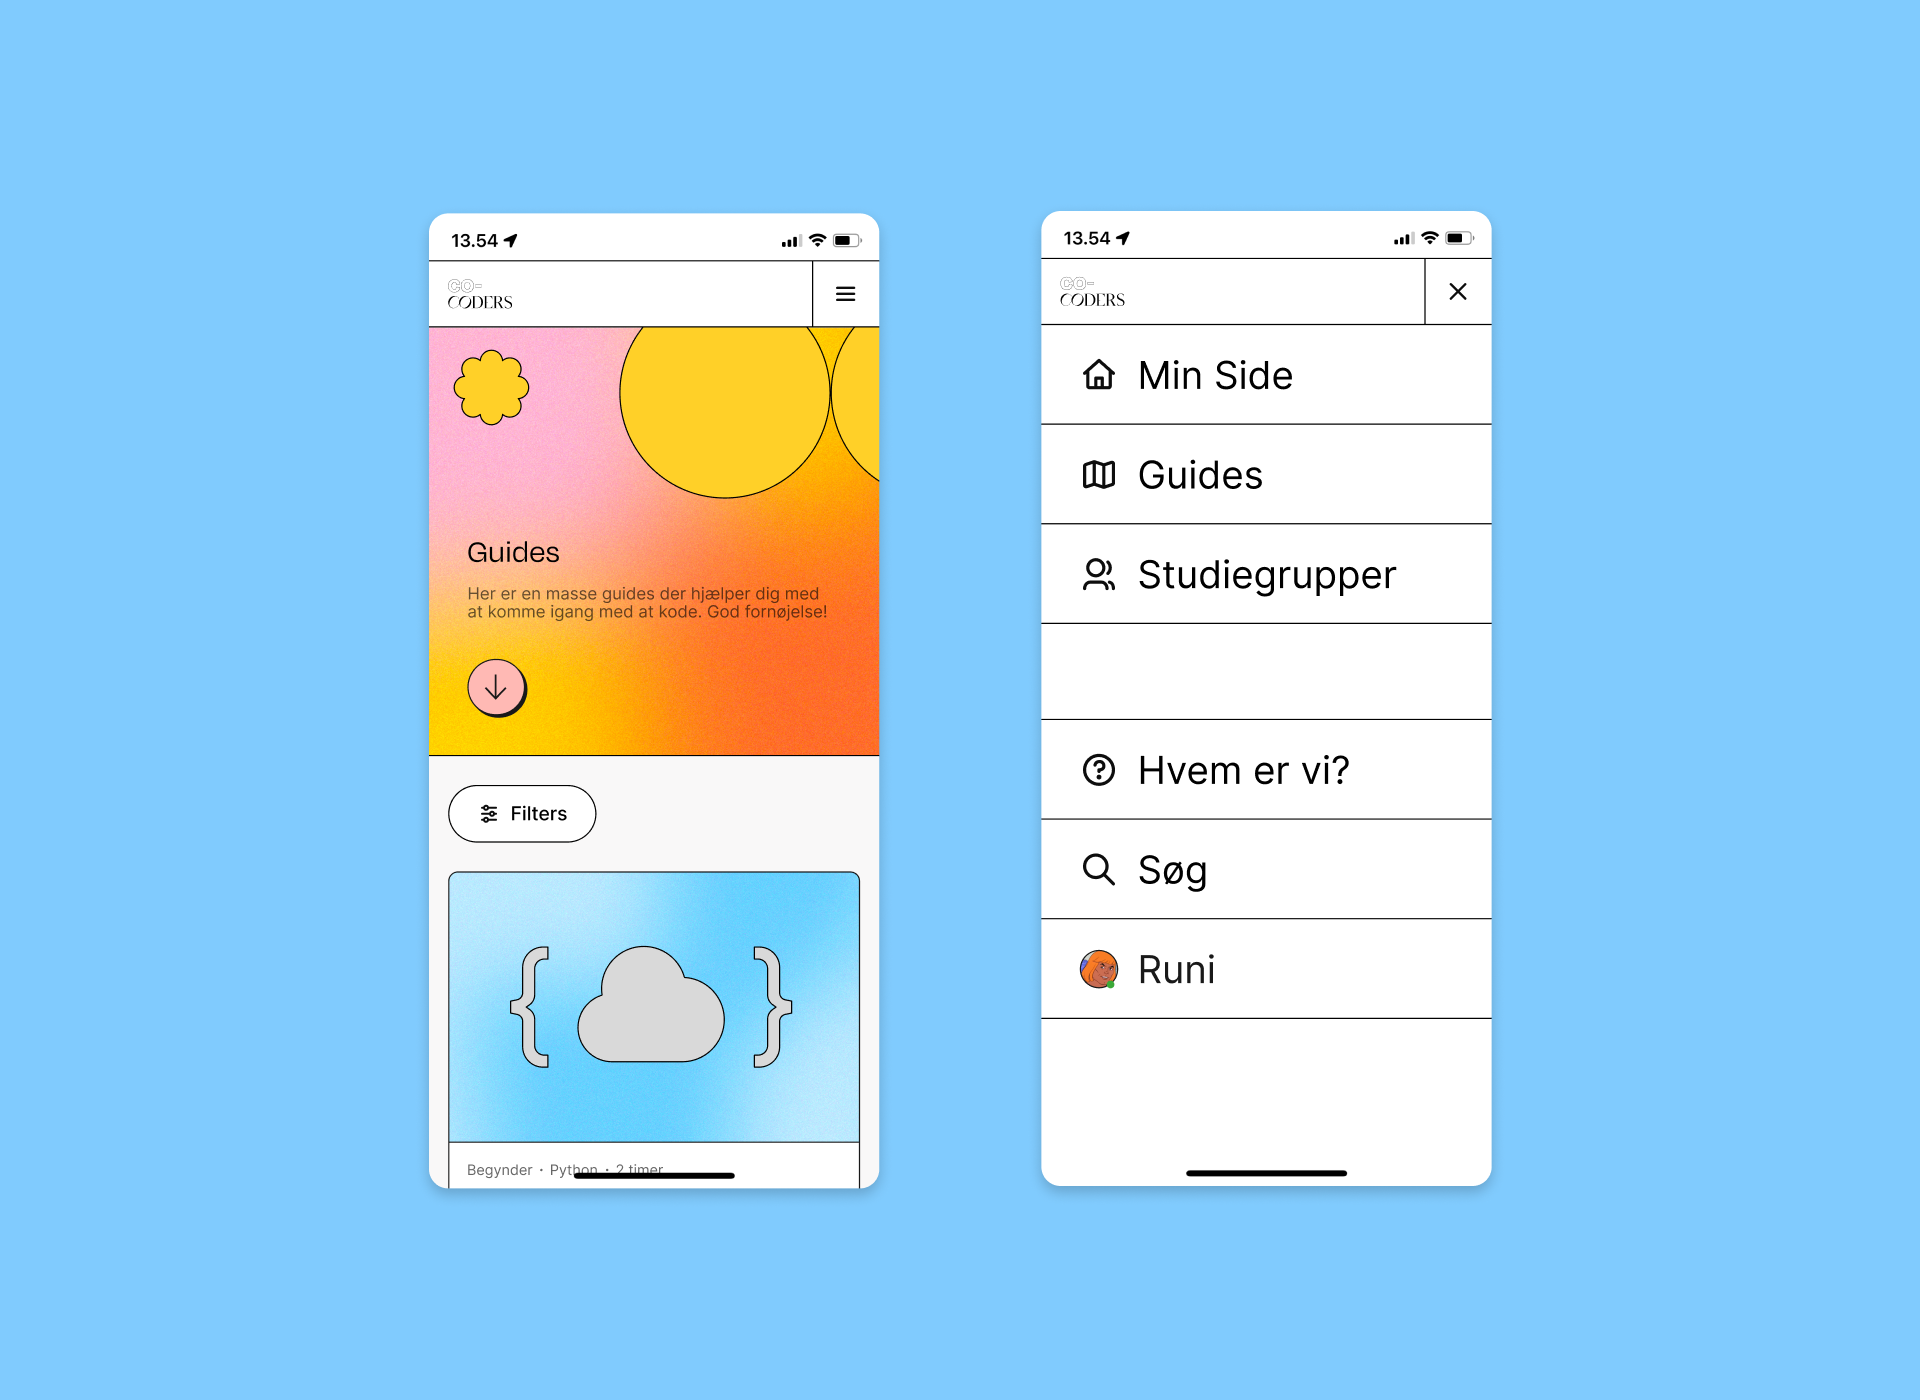 13.54
CO-
CODERS
Guides
Her er en masse guides der hjælper dig med
at komme igang med at kode. God fornøjelse!
Filters
Begynder · Python · 2 timer
13.54
CO-
CODERS
Min Side
Guides
Studiegrupper
Hvem er vi?
Søg
Runi